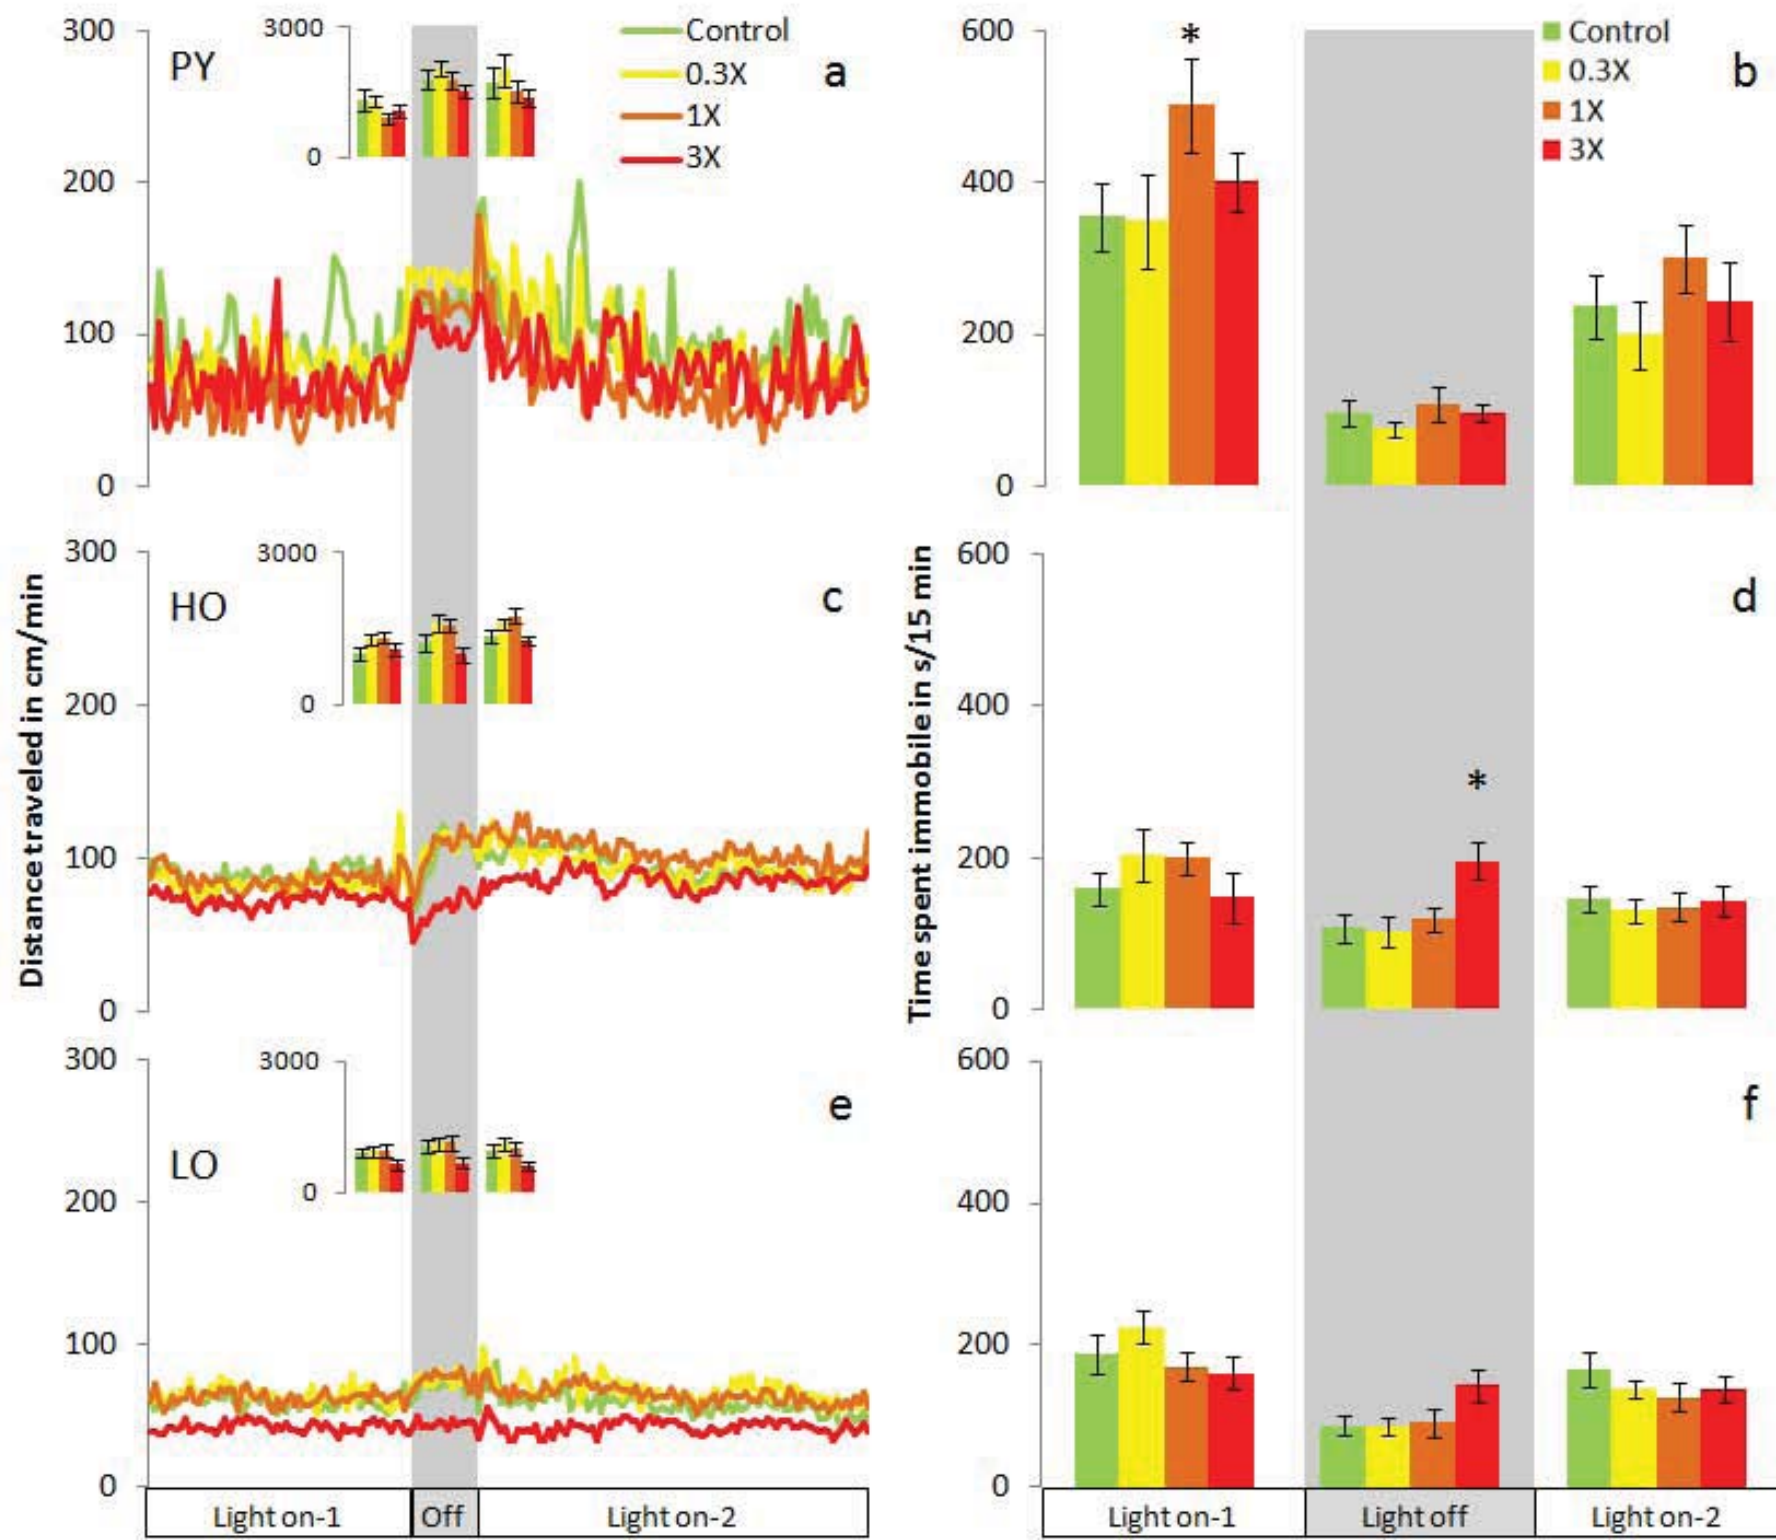 300
200
100
0
PY
3000
0
Control
0.3X
1X
3X
a
600
400
200
0
*
Control
0.3X
1X
3X
b
Distance traveled in cm/min
300
200
100
0
HO
3000
0
c
Time spent immobile in s/15 min
600
400
200
0
*
d
300
200
100
0
LO
3000
0
e
600
400
200
0
f
Light on-1
Off
Light on-2
Light on-1
Light off
Light on-2